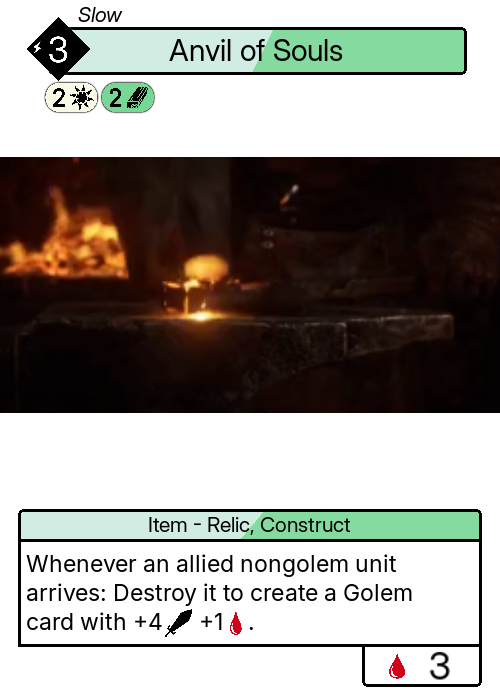 Slow
3
Anvil of Souls
2 2
Item - Relic, Construct
Whenever an allied nongolem unit
arrives: Destroy it to create a Golem
card with +4 +1 .
3